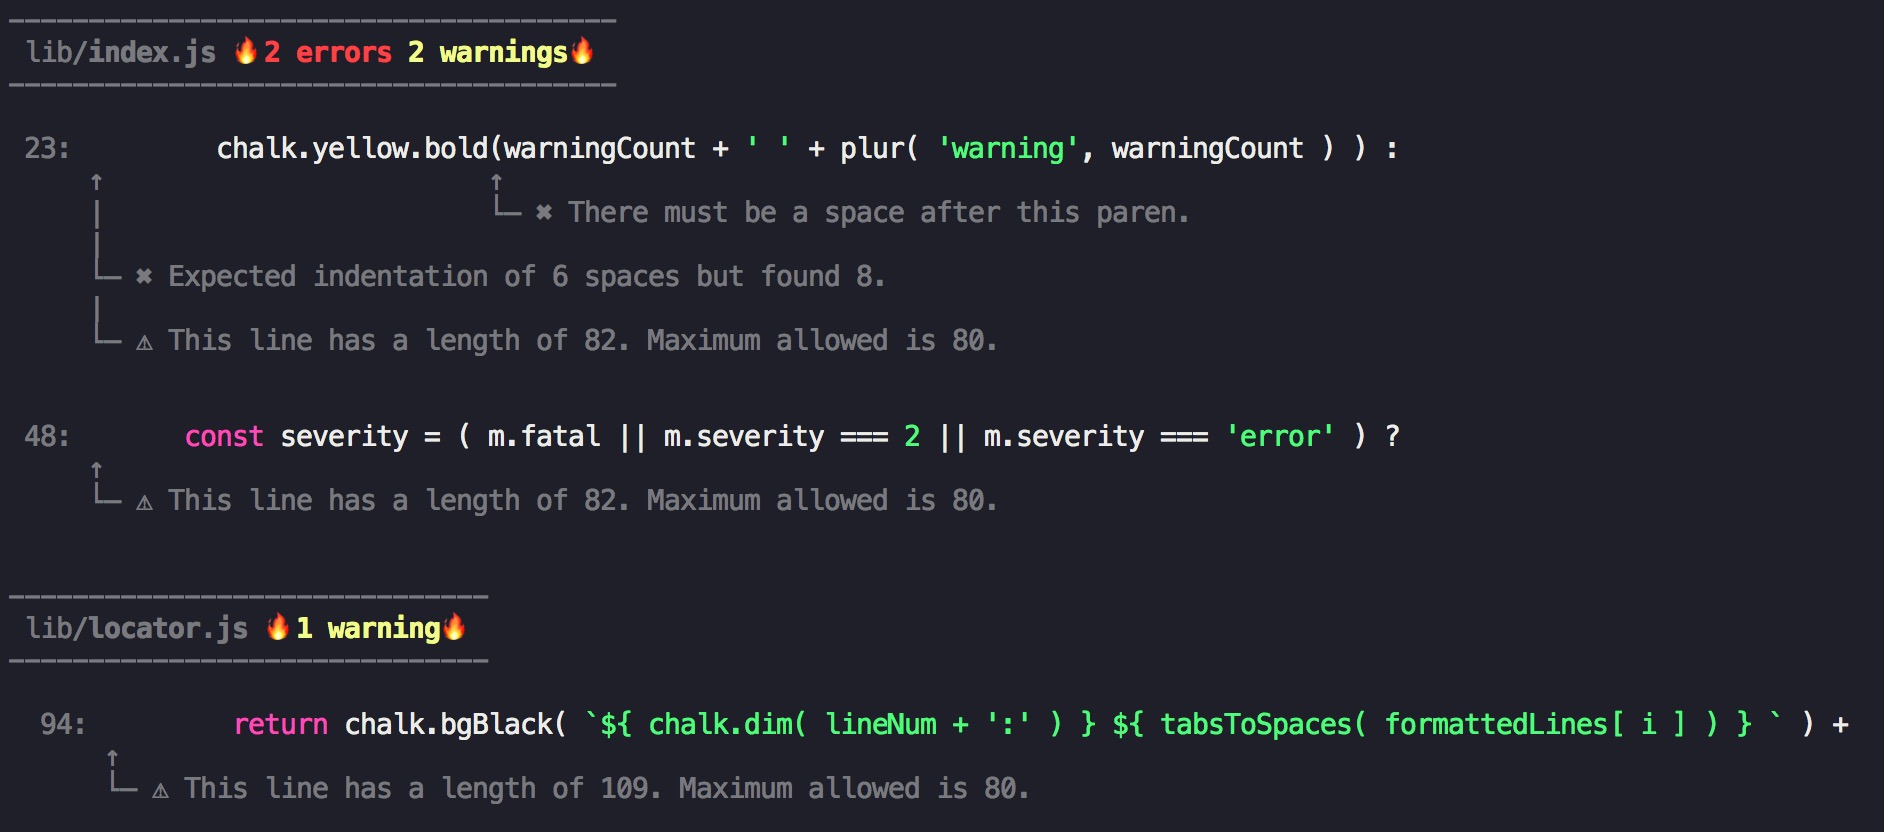 lib/index.js 🔥2 errors 2 warnings🔥
23: chalk.yellow.bold(warningCount + ' ' + plur( 'warning', warningCount ) ) :
✖ There must be a space after this paren.
✖ Expected indentation of 6 spaces but found 8.
⚠ This line has a length of 82. Maximum allowed is 80.
48: const severity = ( m.fatal || m.severity === 2 || m.severity === 'error' ) ?
⚠ This line has a length of 82. Maximum allowed is 80.
lib/locator.js 🔥1 warning🔥
94: return chalk.bgBlack( `${ chalk.dim( lineNum + ':' ) } ${ tabsToSpaces( formattedLines[ i ] ) } ` ) +
⚠ This line has a length of 109. Maximum allowed is 80.